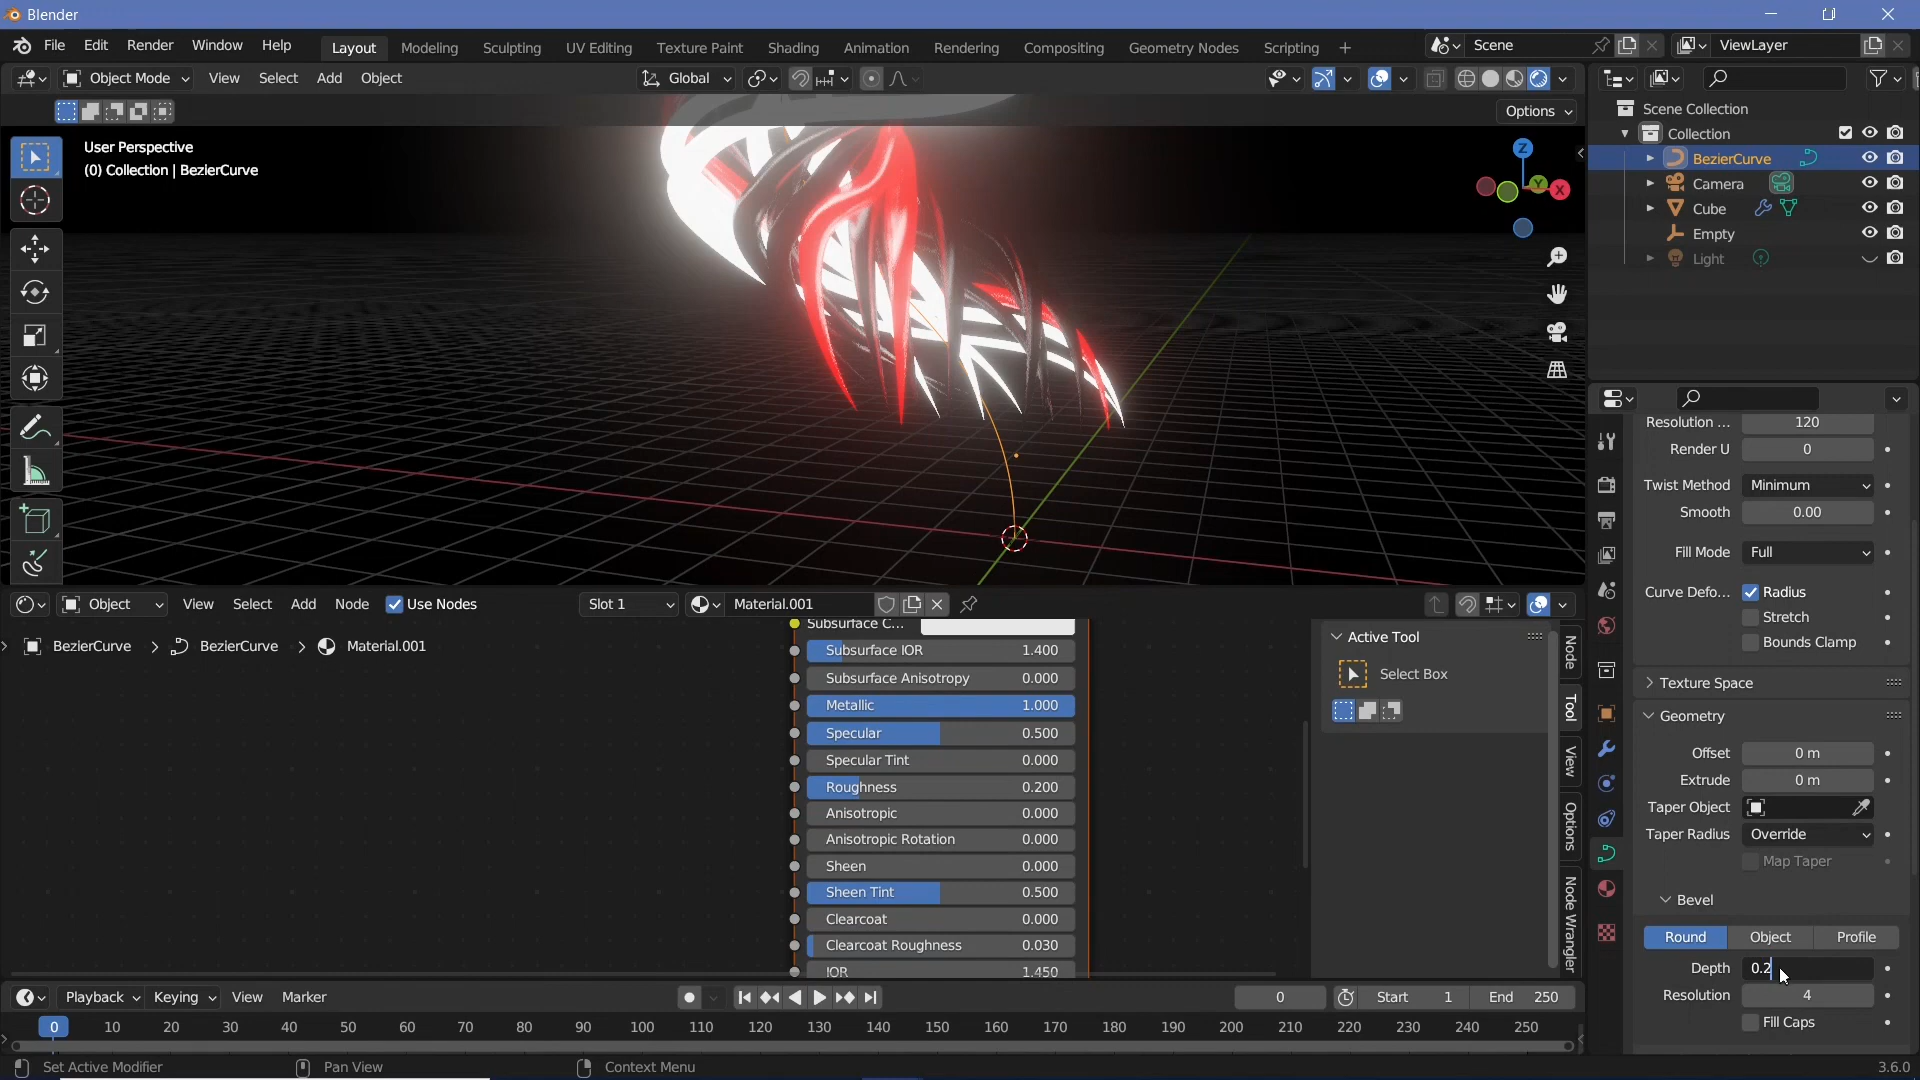 Blender
File Edit Render Window Help
Layout Modeling Sculpting UV Editing Texture Paint Shading Animation Rendering Compositing Geometry Nodes Scripting +
Scene
ViewLayer
Object Mode View Select Add Object
Global
Options
User Perspective
(0) Collection | BezierCurve
Z
Y
X
Scene Collection
Collection
BezierCurve
Camera
Cube
Empty
Light
Resolution ... 120
Render U 0
Twist Method Minimum
Smooth 0.00
Fill Mode Full
Curve Defo... Radius
Stretch
Bounds Clamp
Texture Space
Geometry
Offset 0 m
Extrude 0 m
Taper Object
Taper Radius Override
Map Taper
Bevel
Round Object Profile
Depth 0.2
Resolution 4
Fill Caps
Object View Select Add Node Use Nodes
Slot 1
Material.001
BezierCurve > BezierCurve > Material.001
Subsurface C...
Subsurface IOR 1.400
Subsurface Anisotropy 0.000
Metallic 1.000
Specular 0.500
Specular Tint 0.000
Roughness 0.200
Anisotropic 0.000
Anisotropic Rotation 0.000
Sheen 0.000
Sheen Tint 0.500
Clearcoat 0.000
Clearcoat Roughness 0.030
IOR 1.450
Active Tool
Select Box
Node
Tool
View
Options
Node Wrangler
Playback Keying View Marker
0
Start 1 End 250
0 10 20 30 40 50 60 70 80 90 100 110 120 130 140 150 160 170 180 190 200 210 220 230 240 250
Set Active Modifier
Pan View
Context Menu
3.6.0